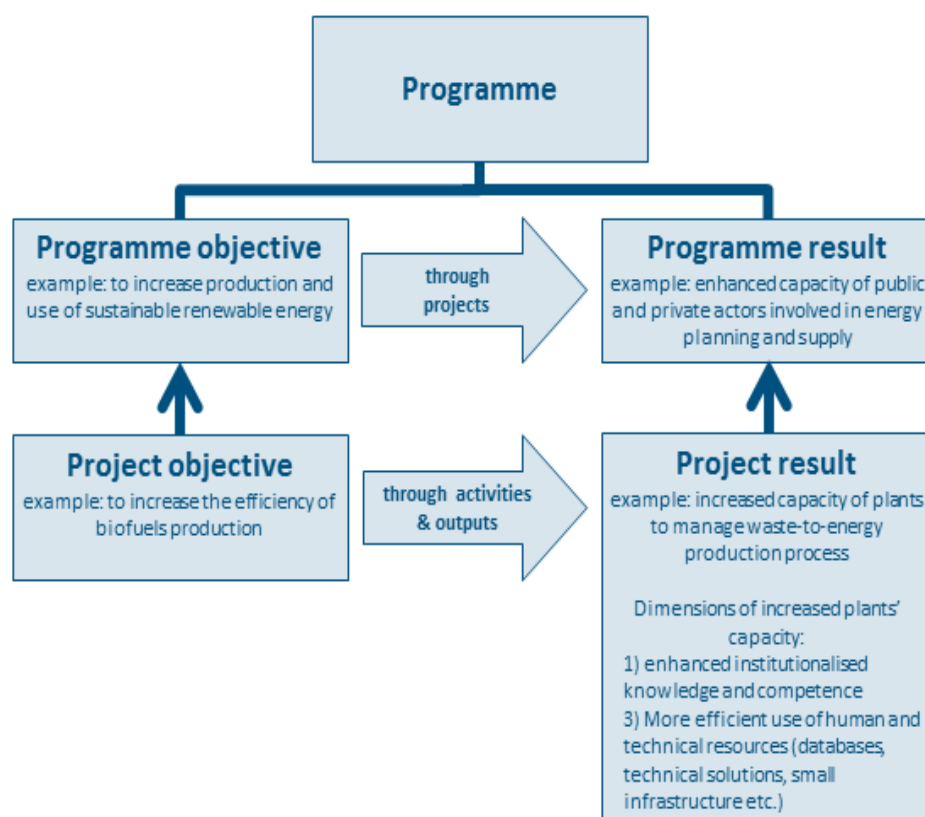 Programme
Programme objective
example: to increase production and
use of sustainable renewable energy
through
projects
Programme result
example: enhanced capacity of public
and private actors involved in energy
planning and supply
Project objective
example: to increase the efficiency of
biofuels production
through activities
& outputs
Project result
example: increased capacity of plants
to manage waste-to-energy
production process
Dimensions of increased plants’
capacity:
1) enhanced institutionalised
knowledge and competence
3) More efficient use of human and
technical resources (databases,
technical solutions, small
infrastructure etc.)